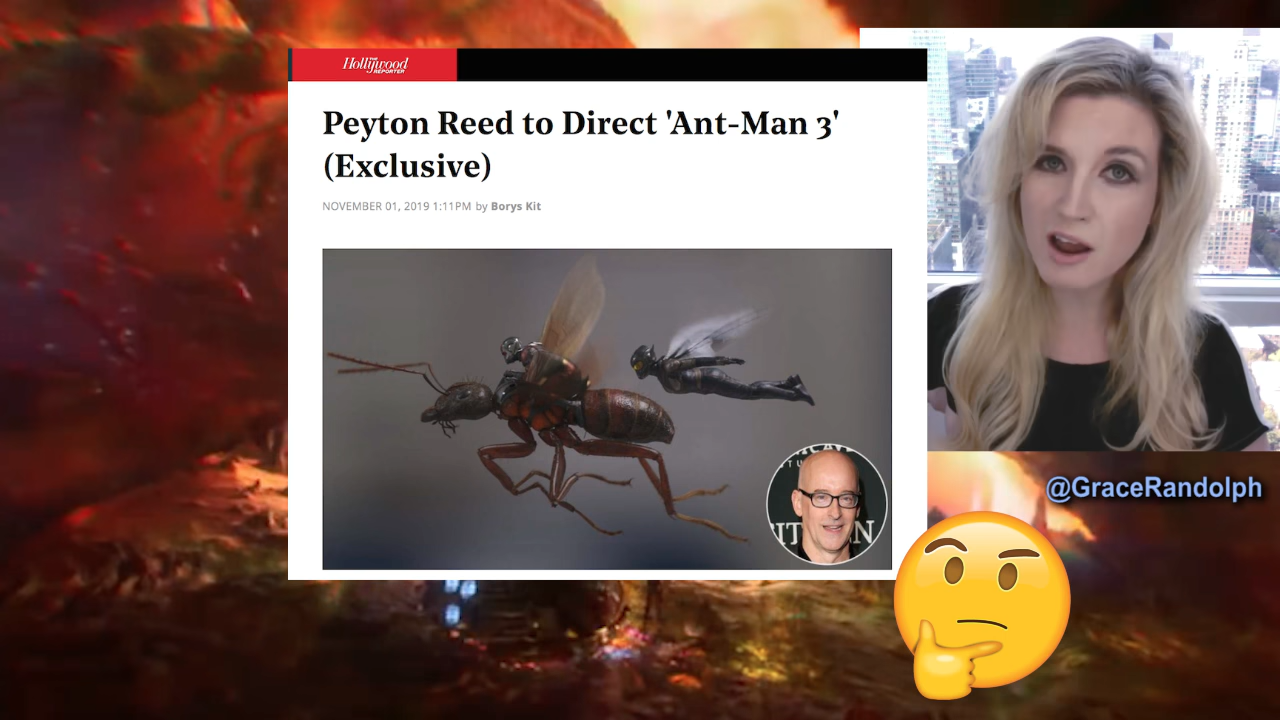 Hollywood
REPORTER
Peyton Reed to Direct 'Ant-Man 3'
(Exclusive)
NOVEMBER 01, 2019 1:11PM by Borys Kit
@GraceRandolph